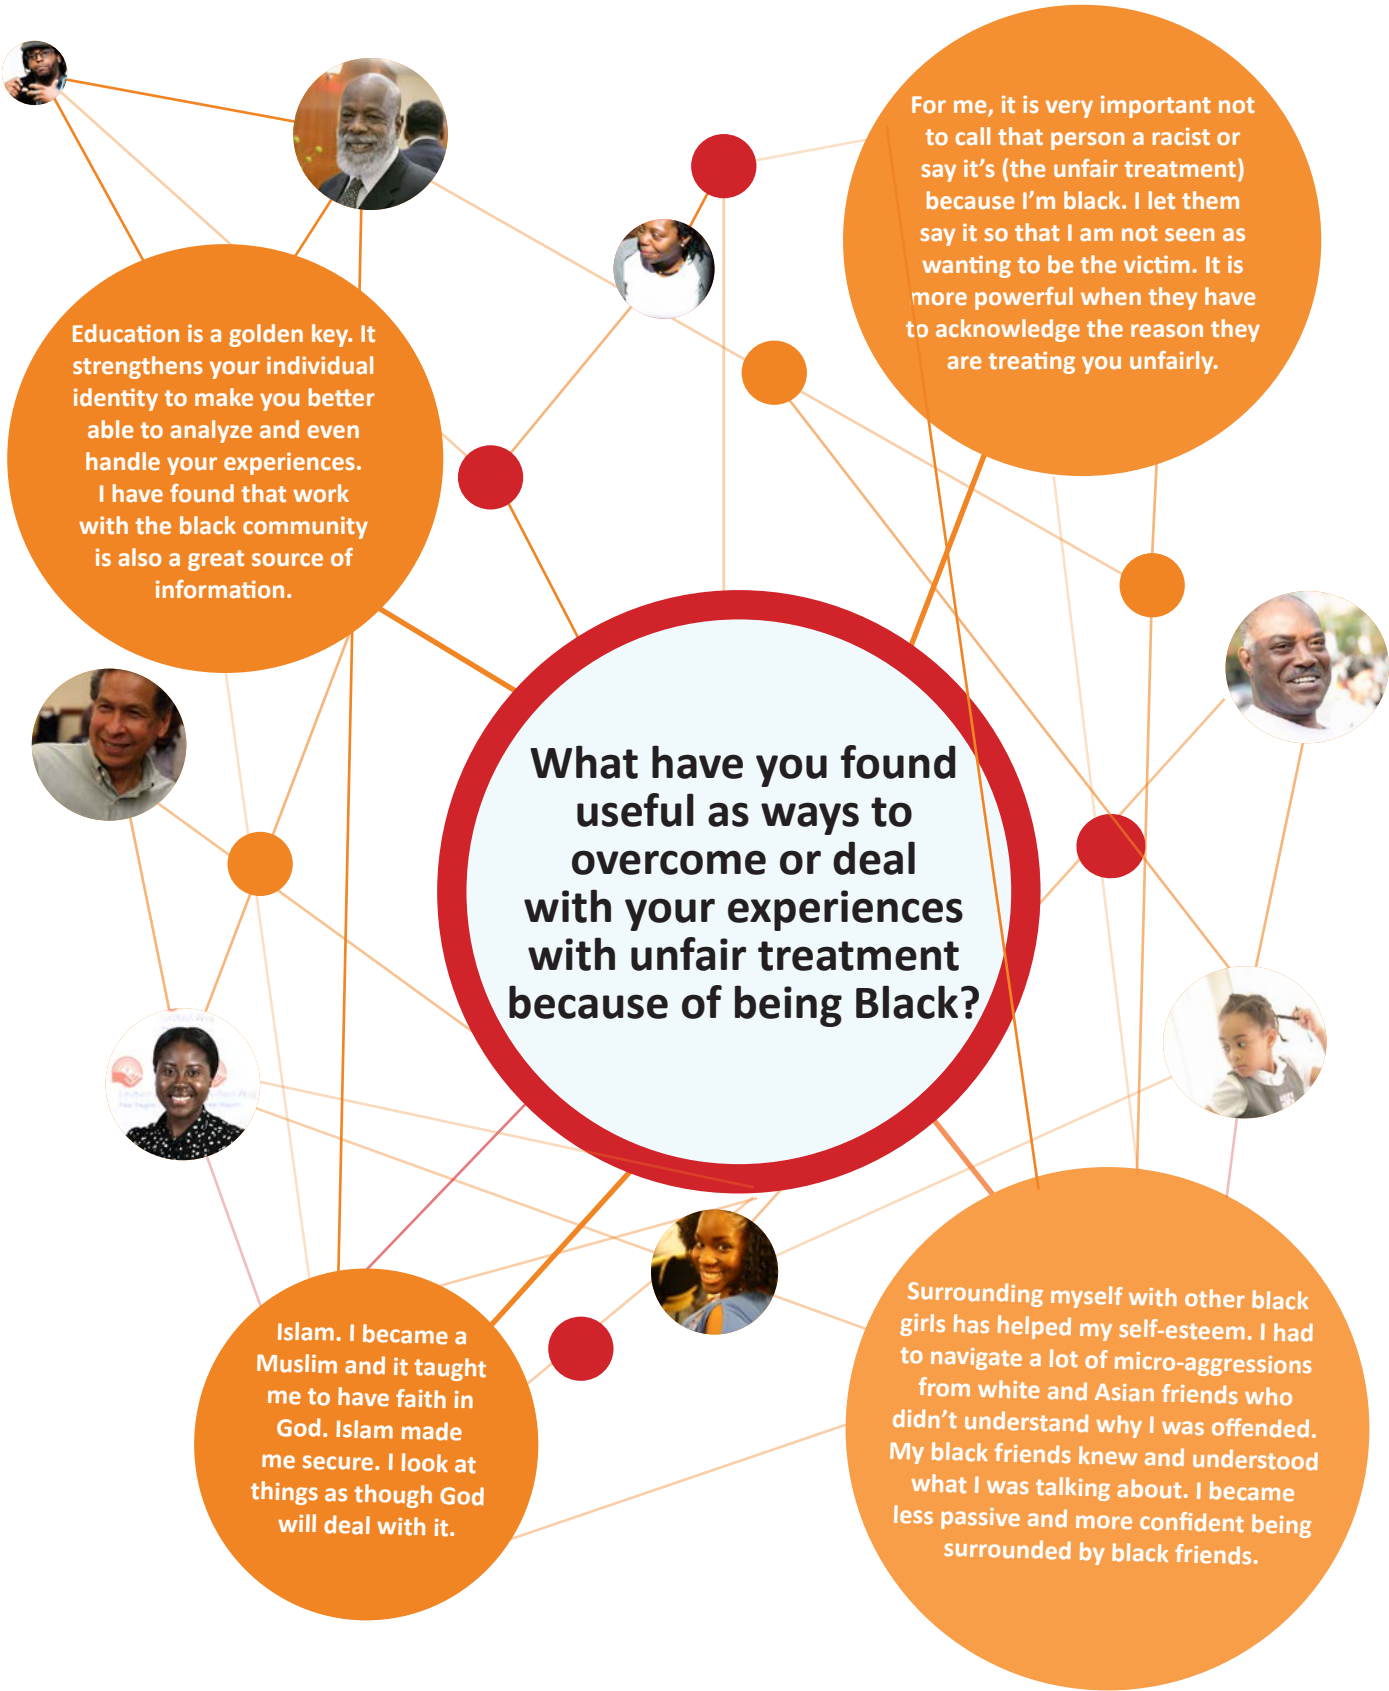 For me, it is very important not
to call that person a racist or
say it’s (the unfair treatment)
because I’m black. I let them
say it so that I am not seen as
wanting to be the victim. It is
more powerful when they have
to acknowledge the reason they
are treating you unfairly.
Education is a golden key. It
strengthens your individual
identity to make you better
able to analyze and even
handle your experiences.
I have found that work
with the black community
is also a great source of
information.
What have you found
useful as ways to
overcome or deal
with your experiences
with unfair treatment
because of being Black?
Islam. I became a
Muslim and it taught
me to have faith in
God. Islam made
me secure. I look at
things as though God
will deal with it.
Surrounding myself with other black
girls has helped my self-esteem. I had
to navigate a lot of micro-aggressions
from white and Asian friends who
didn’t understand why I was offended.
My black friends knew and understood
what I was talking about. I became
less passive and more confident being
surrounded by black friends.